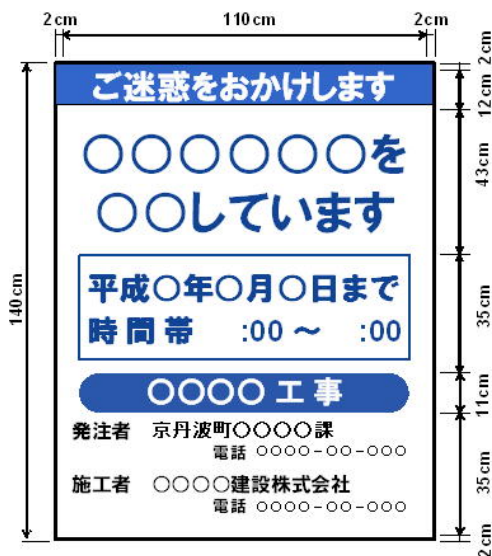 2cm 110cm 2cm
2cm
12cm
43cm
35cm
11cm
35cm
2cm
140cm
ご迷惑をおかけします
○○○○○○を
○○しています
平成○年○月○日まで
時間帯 :00～ :00
○○○○工事
発注者 京丹波町○○○○課
電話 ○○○○-○○-○○○
施工者 ○○○○建設株式会社
電話 ○○○○-○○-○○○